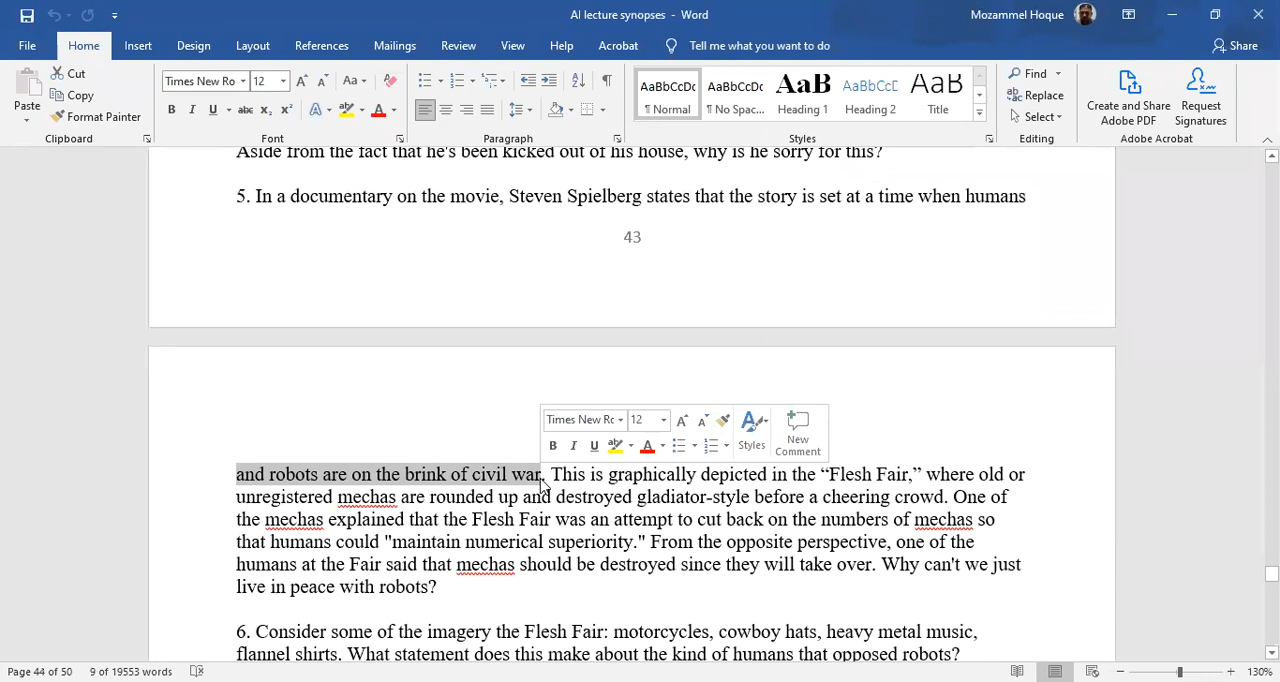 AI lecture synopses - Word
Mozammel Hoque
File Home Insert Design Layout References Mailings Review View Help Acrobat Tell me what you want to do Share
Paste
Cut
Copy
Format Painter
Clipboard
Times New Ro 12 Aa
B I U abc X₂ X² A
Font
Paragraph
AaBbCcDc AaBbCcDc AaB AaBbCcC AaB
¶ Normal ¶ No Spac... Heading 1 Heading 2 Title
Styles
Find
Replace
Select
Editing
Create and Share
Adobe PDF
Request
Signatures
Adobe Acrobat
Aside from the fact that he's been kicked out of his house, why is he sorry for this?
5. In a documentary on the movie, Steven Spielberg states that the story is set at a time when humans
43
Times New Rc 12
B I U A
Styles
New
Comment
and robots are on the brink of civil war. This is graphically depicted in the “Flesh Fair,” where old or
unregistered mechas are rounded up and destroyed gladiator-style before a cheering crowd. One of
the mechas explained that the Flesh Fair was an attempt to cut back on the numbers of mechas so
that humans could "maintain numerical superiority." From the opposite perspective, one of the
humans at the Fair said that mechas should be destroyed since they will take over. Why can't we just
live in peace with robots?
6. Consider some of the imagery the Flesh Fair: motorcycles, cowboy hats, heavy metal music,
flannel shirts. What statement does this make about the kind of humans that opposed robots?
Page 44 of 50 9 of 19553 words
130%